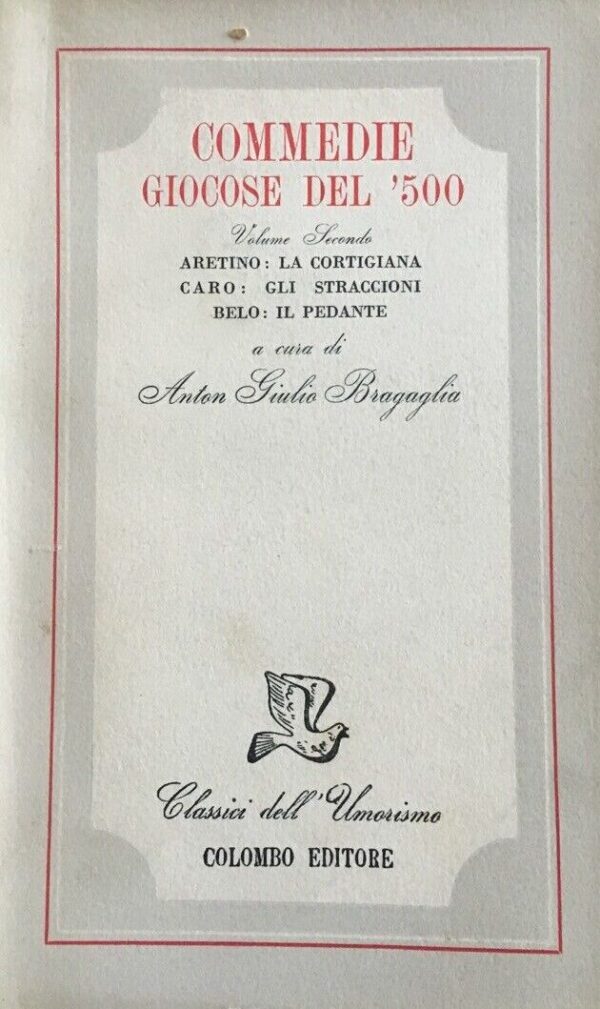 COMMEDIE
GIOCOSE DEL '500
Volume Secondo
ARETINO: LA CORTIGIANA
CARO: GLI STRACCIONI
BELO: IL PEDANTE
a cura di
Anton Giulio Bragaglia
Classici dell'Umorismo
COLOMBO EDITORE